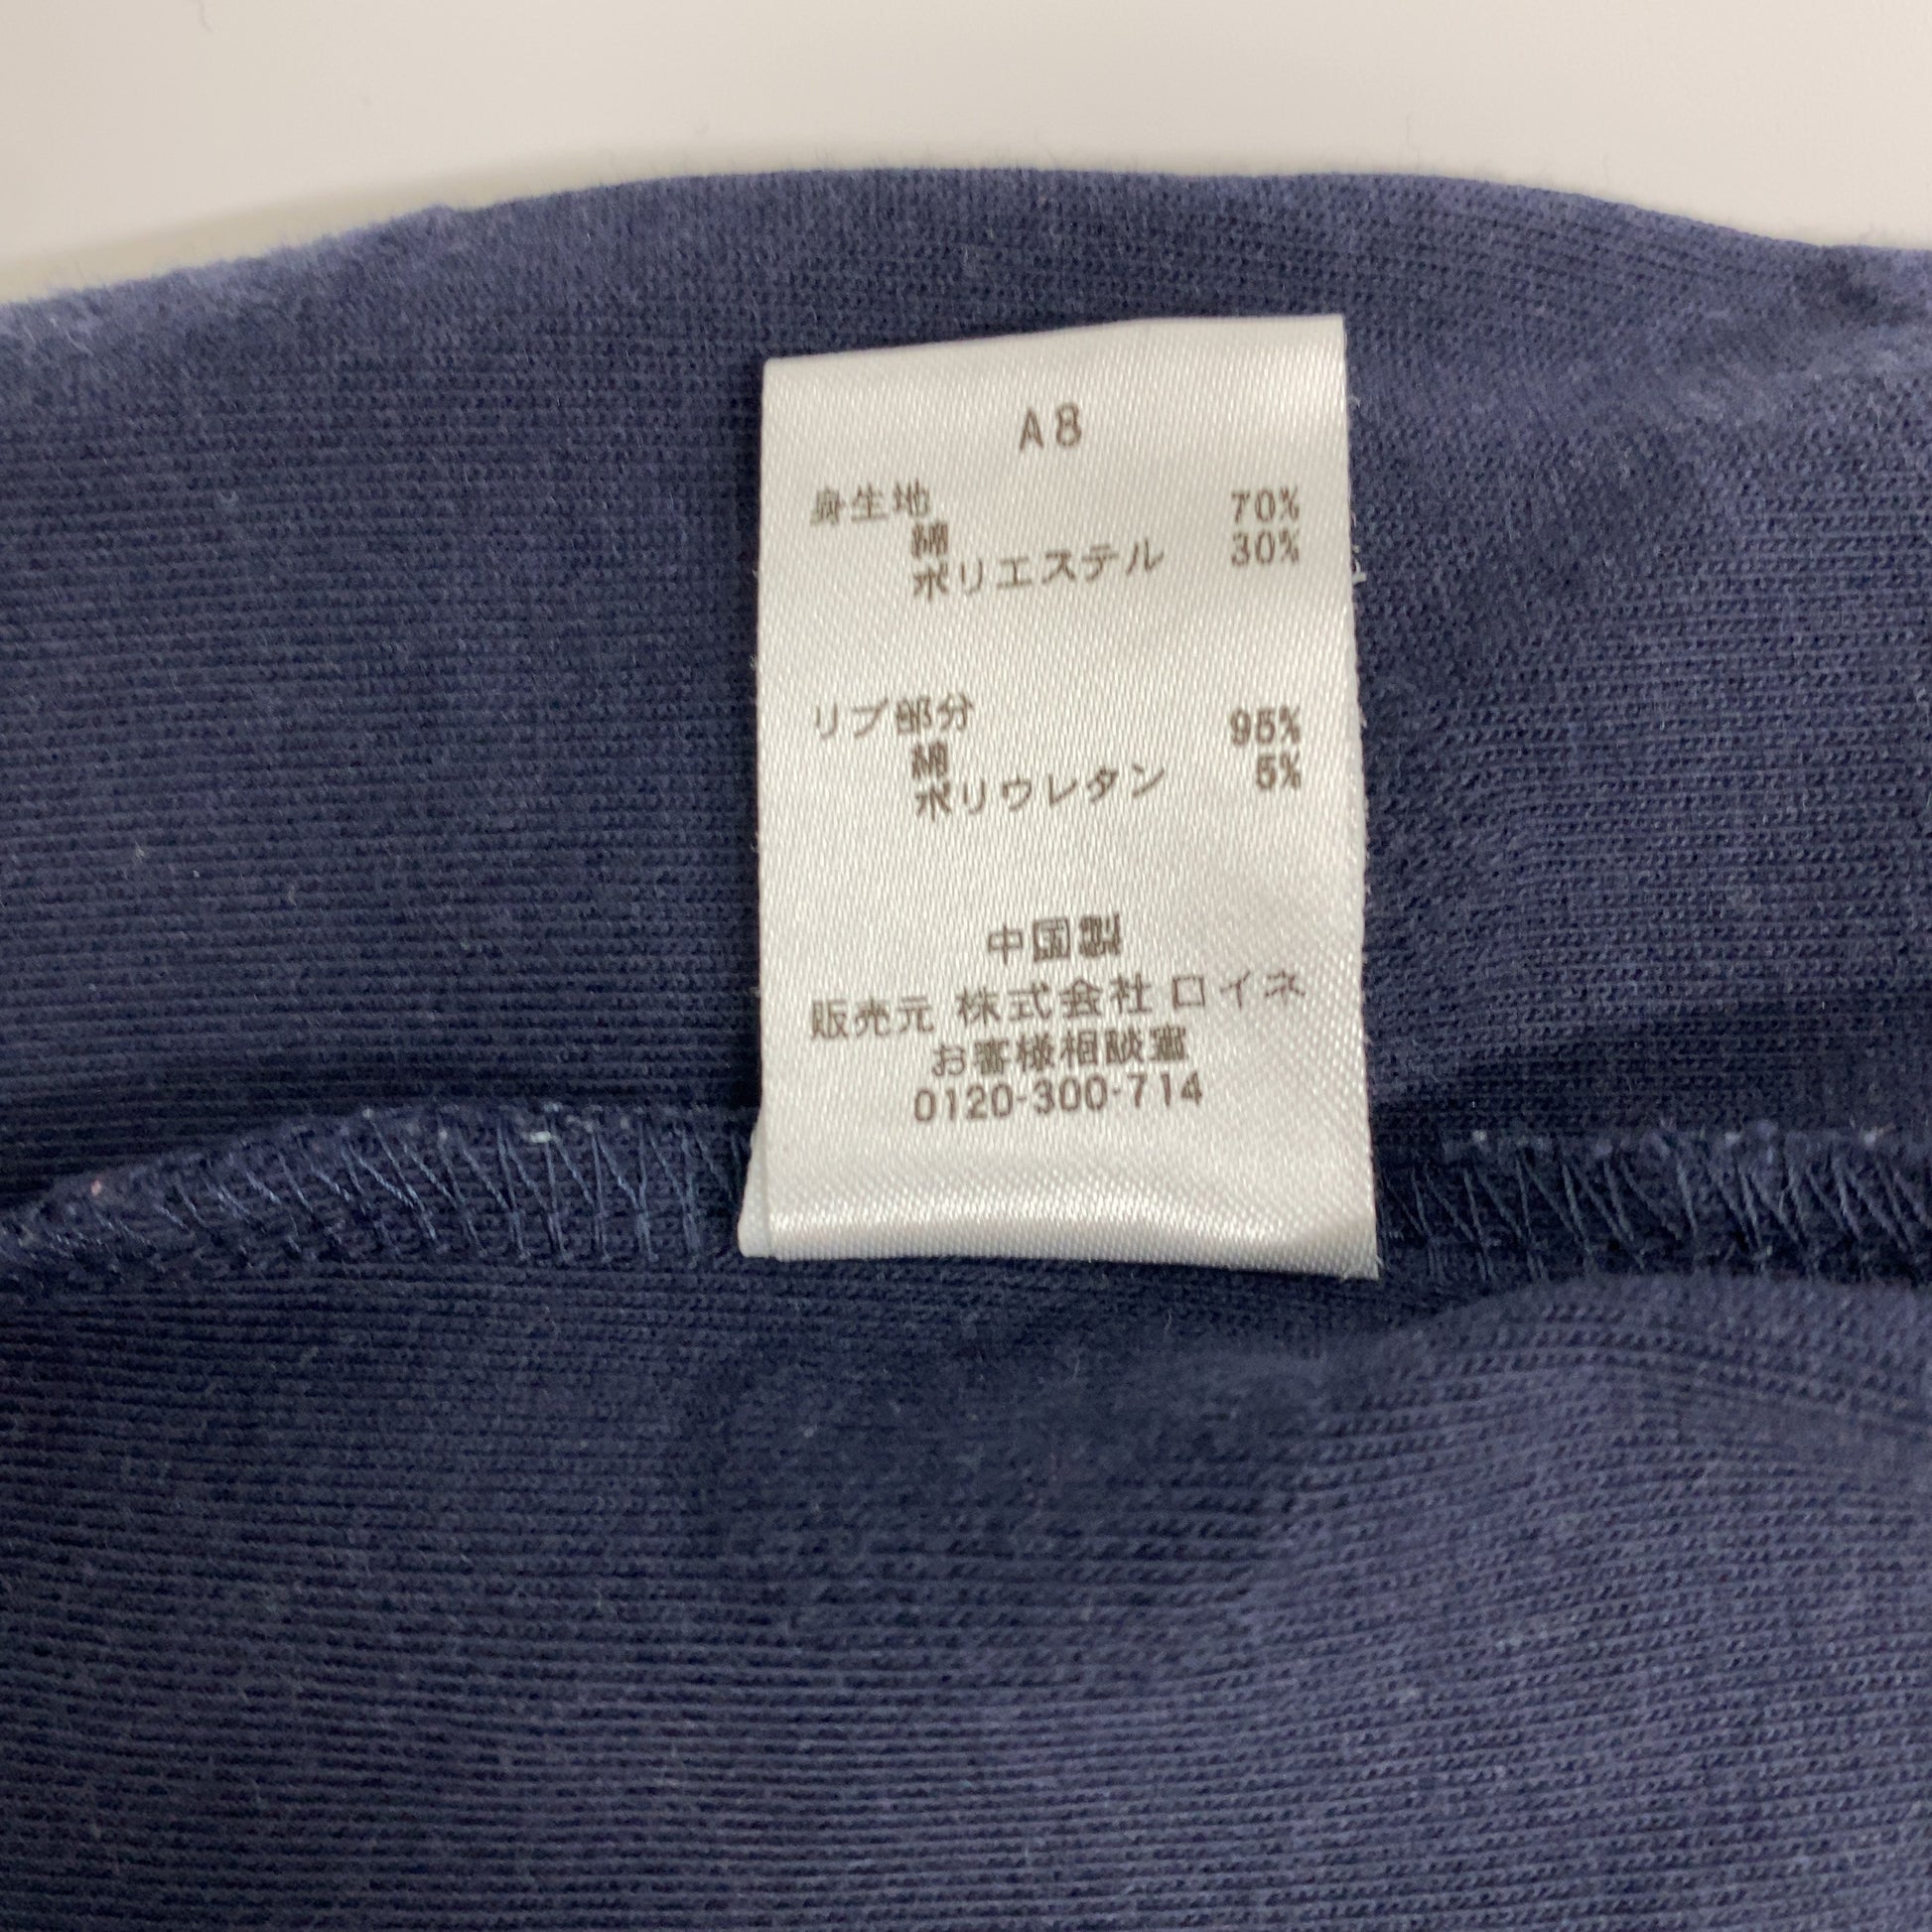 A8
身生地
綿 70%
ポリエステル 30%
リブ部分
綿 95%
ポリウレタン 5%
中国製
販売元 株式会社ロイネ
お客様相談室
0120-300-714